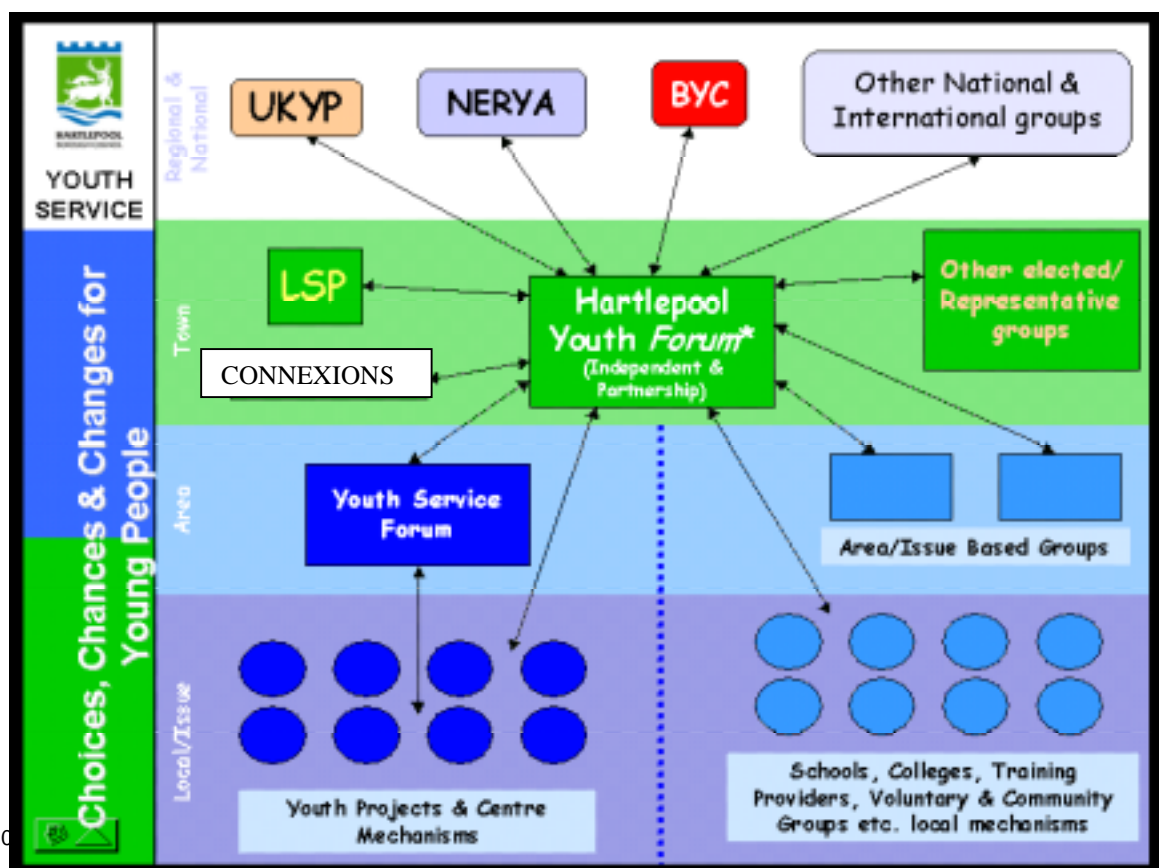 HARTLEPOOL
YOUTH
SERVICE
Choices, Chances & Changes for
Young People
Regional &
National
UKYP
NERYA
BYC
Other National &
International groups
Town
LSP
CONNEXIONS
Hartlepool
Youth Forum*
(Independent &
Partnership)
Other elected/
Representative
groups
Area
Youth Service
Forum
Area/Issue Based Groups
Local/Issue
Youth Projects & Centre
Mechanisms
Schools, Colleges, Training
Providers, Voluntary & Community
Groups etc. local mechanisms